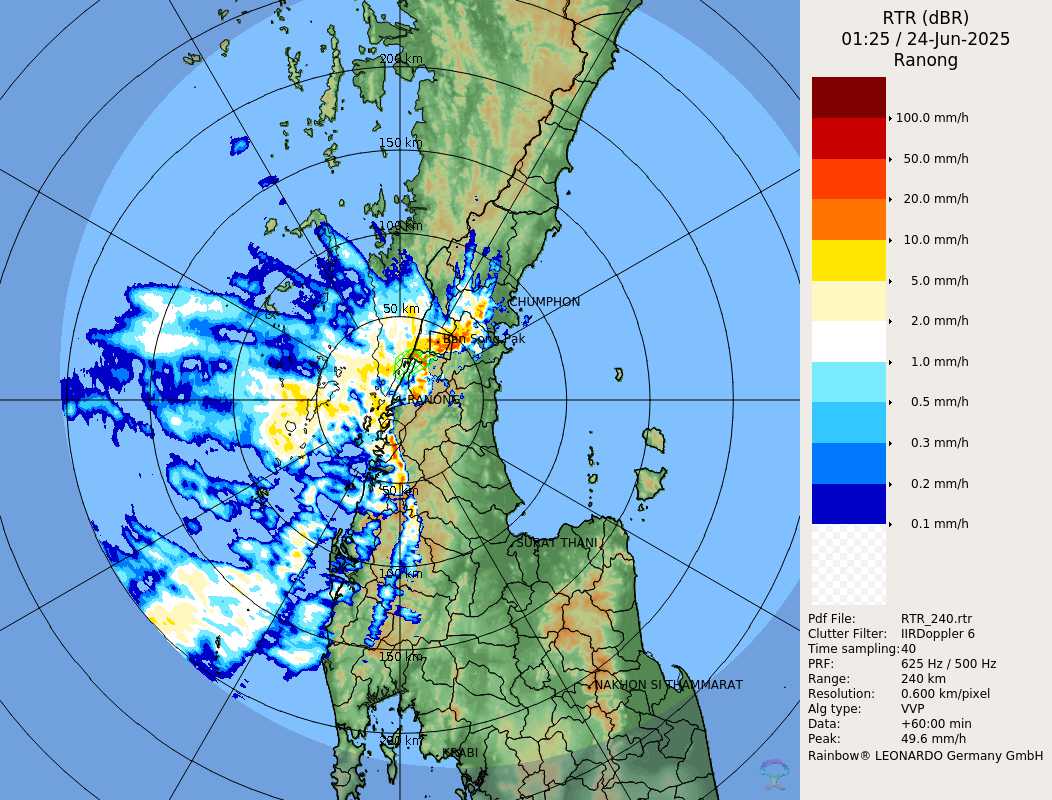 RTR (dBR)
01:25 / 24-Jun-2025
Ranong
100.0 mm/h
50.0 mm/h
20.0 mm/h
10.0 mm/h
5.0 mm/h
2.0 mm/h
1.0 mm/h
0.5 mm/h
0.3 mm/h
0.2 mm/h
0.1 mm/h
Pdf File: RTR_240.rtr
Clutter Filter: IIRDoppler 6
Time sampling: 40
PRF: 625 Hz / 500 Hz
Range: 240 km
Resolution: 0.600 km/pixel
Alg type: VVP
Data: +60:00 min
Peak: 49.6 mm/h
Rainbow® LEONARDO Germany GmbH
200 km
150 km
100 km
50 km
CHUMPHON
Ban Song Pak
RANONG
50 km
SURAT THANI
100 km
150 km
NAKHON SI THAMMARAT
200 km
KRABI